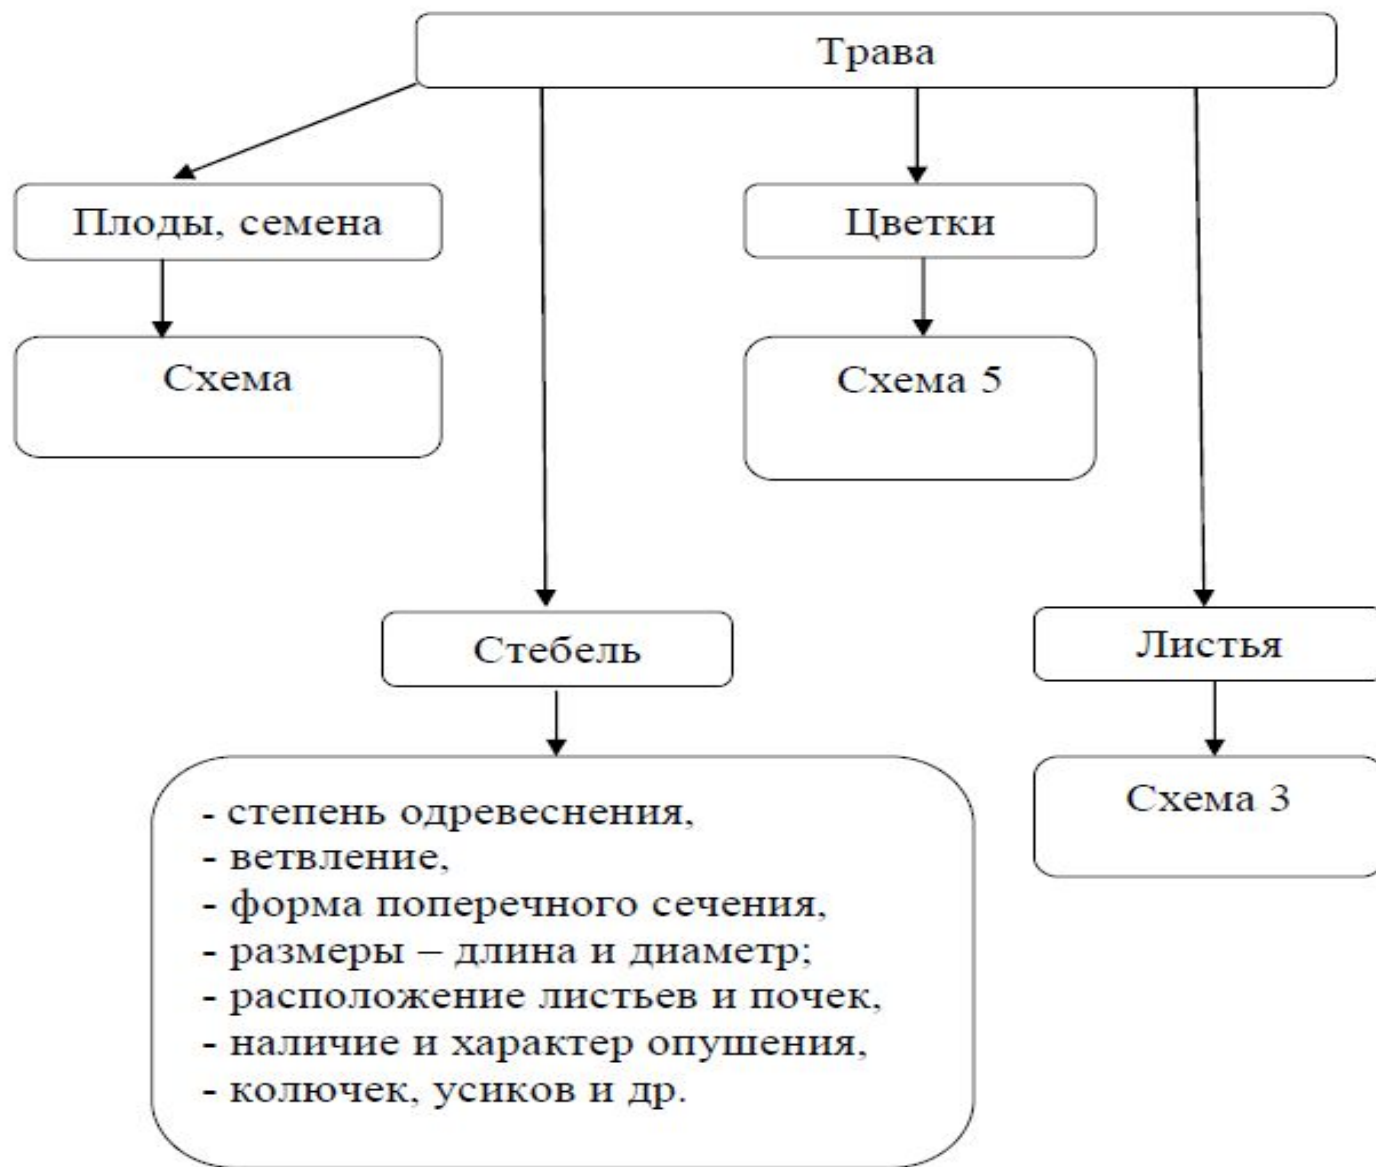 Трава
Плоды, семена
Цветки
Схема
Схема 5
Стебель
Листья
- степень одревеснения,
- ветвление,
- форма поперечного сечения,
- размеры – длина и диаметр;
- расположение листьев и почек,
- наличие и характер опушения,
- колючек, усиков и др.
Схема 3